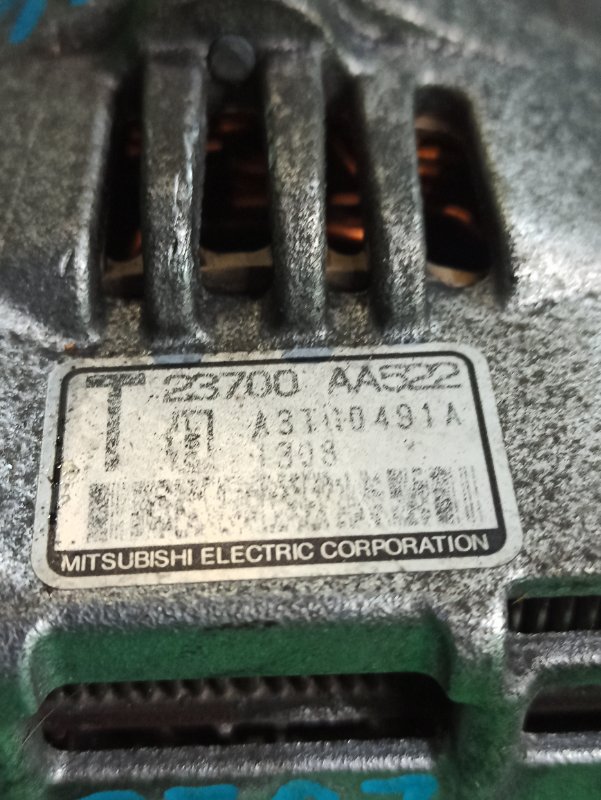 T 23700 AA522
A3TG0491A
1308
MITSUBISHI ELECTRIC CORPORATION